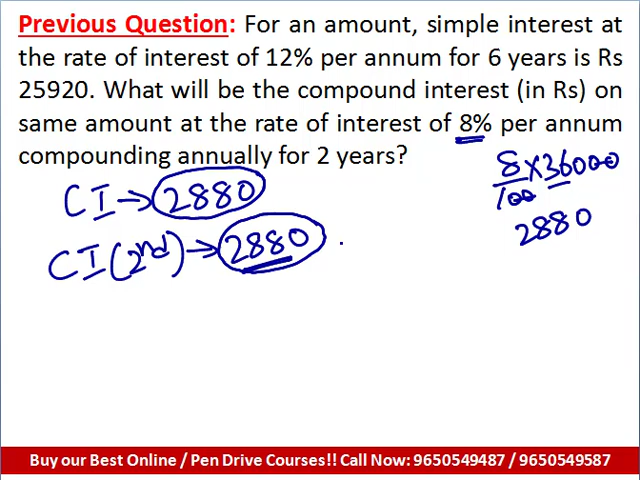 Previous Question: For an amount, simple interest at
the rate of interest of 12% per annum for 6 years is Rs
25920. What will be the compound interest (in Rs) on
same amount at the rate of interest of 8% per annum
compounding annually for 2 years?
8/100 × 36000
2880
CI → 2880
CI (2nd) → 2880
Buy our Best Online / Pen Drive Courses!! Call Now: 9650549487 / 9650549587